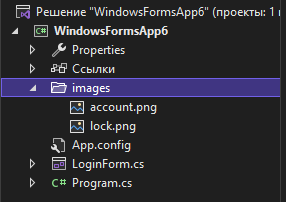 Решение "WindowsFormsApp6" (проекты: 1
C# WindowsFormsApp6
Properties
Ссылки
images
account.png
lock.png
App.config
LoginForm.cs
C# Program.cs